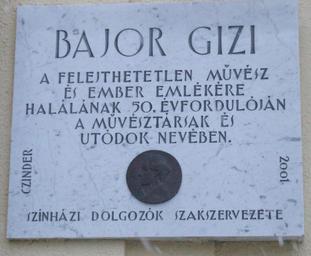 BAJOR GIZI
A FELEJTHETETLEN MŰVÉSZ
ÉS EMBER EMLÉKÉRE
HALÁLÁNAK 50. ÉVFORDULÓJÁN
A MŰVÉSZTÁRSAK ÉS
UTÓDOK NEVÉBEN.
CZINDER
2001
SZÍNHÁZI DOLGOZÓK SZAKSZERVEZETE